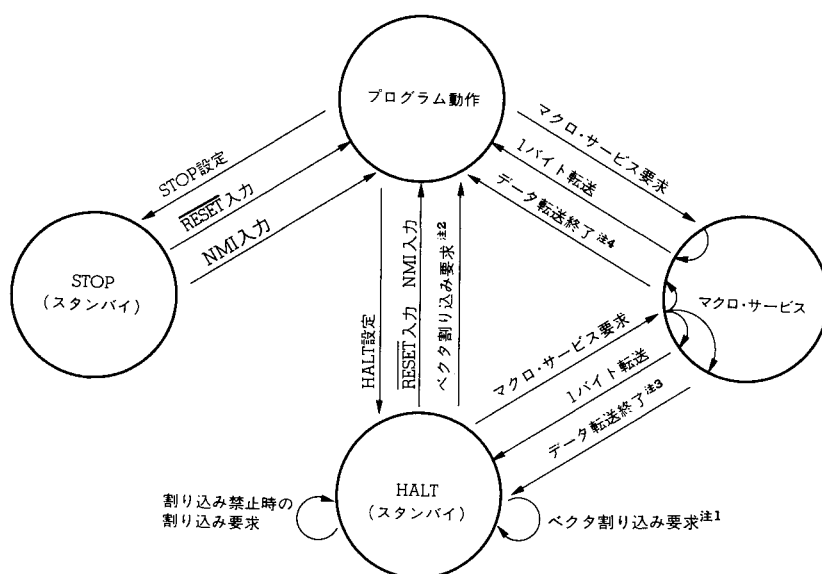 プログラム動作
STOP設定
RESET入力
NMI入力
マクロ・サービス要求
1バイト転送
データ転送終了注4
STOP
(スタンバイ)
マクロ・サービス
HALT設定
RESET入力 NMI入力
ベクタ割り込み要求注2
マクロ・サービス要求
1バイト転送
データ転送終了注3
HALT
(スタンバイ)
割り込み禁止時の
割り込み要求
ベクタ割り込み要求注1